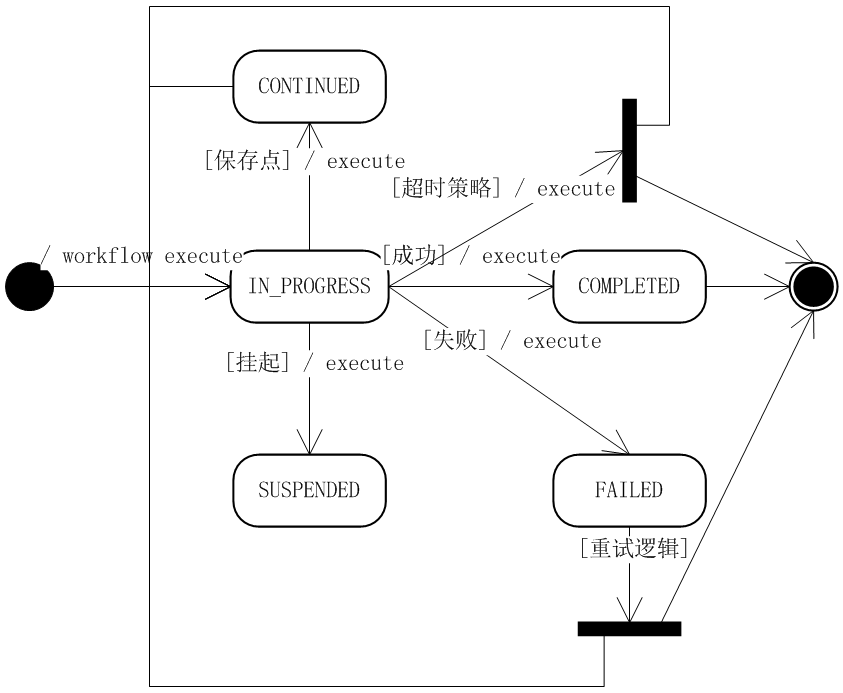 CONTINUED
[保存点] / execute
[超时策略] / execute
/ workflow execute
[成功] / execute
IN_PROGRESS
COMPLETED
[失败] / execute
[挂起] / execute
SUSPENDED
FAILED
[重试逻辑]